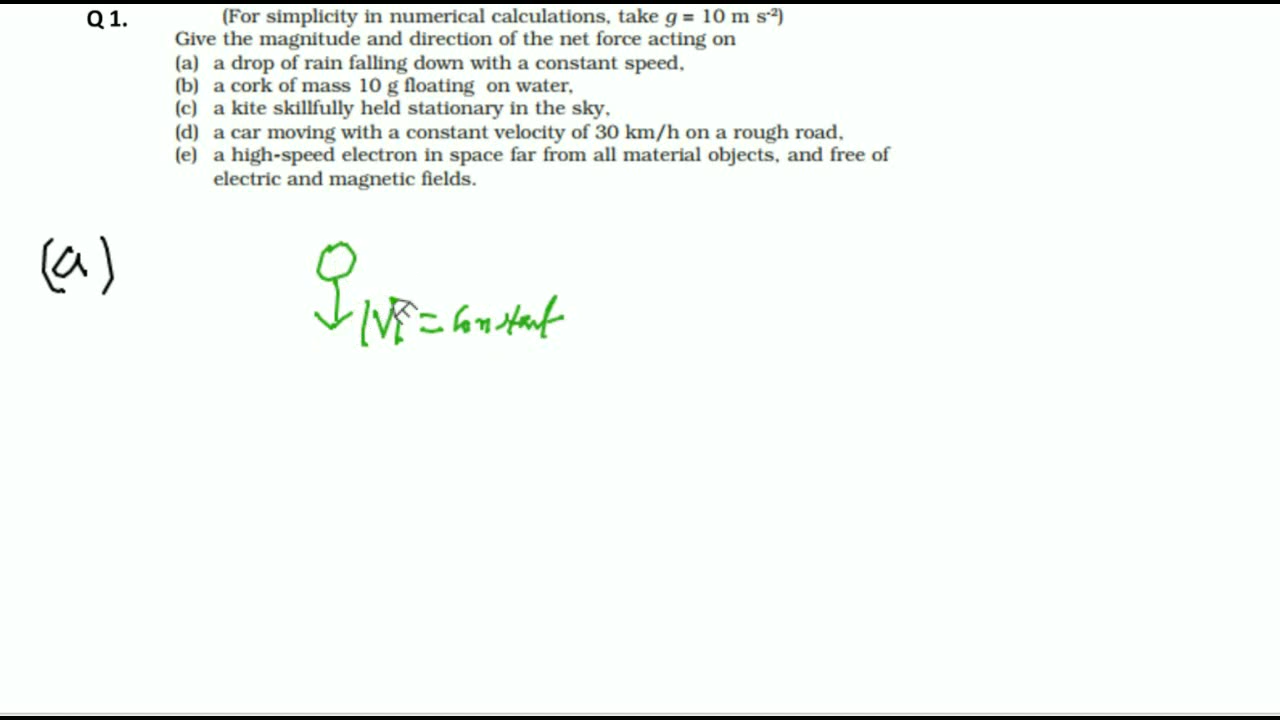 Q 1. (For simplicity in numerical calculations, take g = 10 m s⁻²)
Give the magnitude and direction of the net force acting on
(a) a drop of rain falling down with a constant speed,
(b) a cork of mass 10 g floating on water,
(c) a kite skillfully held stationary in the sky,
(d) a car moving with a constant velocity of 30 km/h on a rough road,
(e) a high-speed electron in space far from all material objects, and free of
electric and magnetic fields.
(a)
|V| = Constant